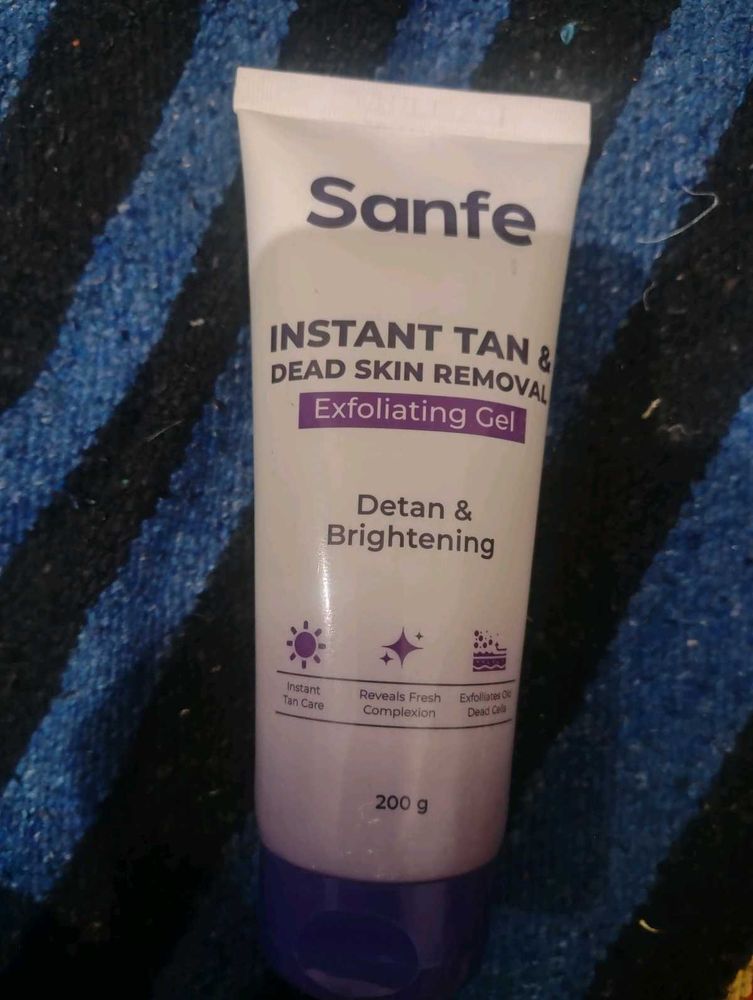 Sanfe
INSTANT TAN &
DEAD SKIN REMOVAL
Exfoliating Gel
Detan &
Brightening
Instant
Tan Care
Reveals Fresh
Complexion
Exfolliates Old
Dead Cells
200 g